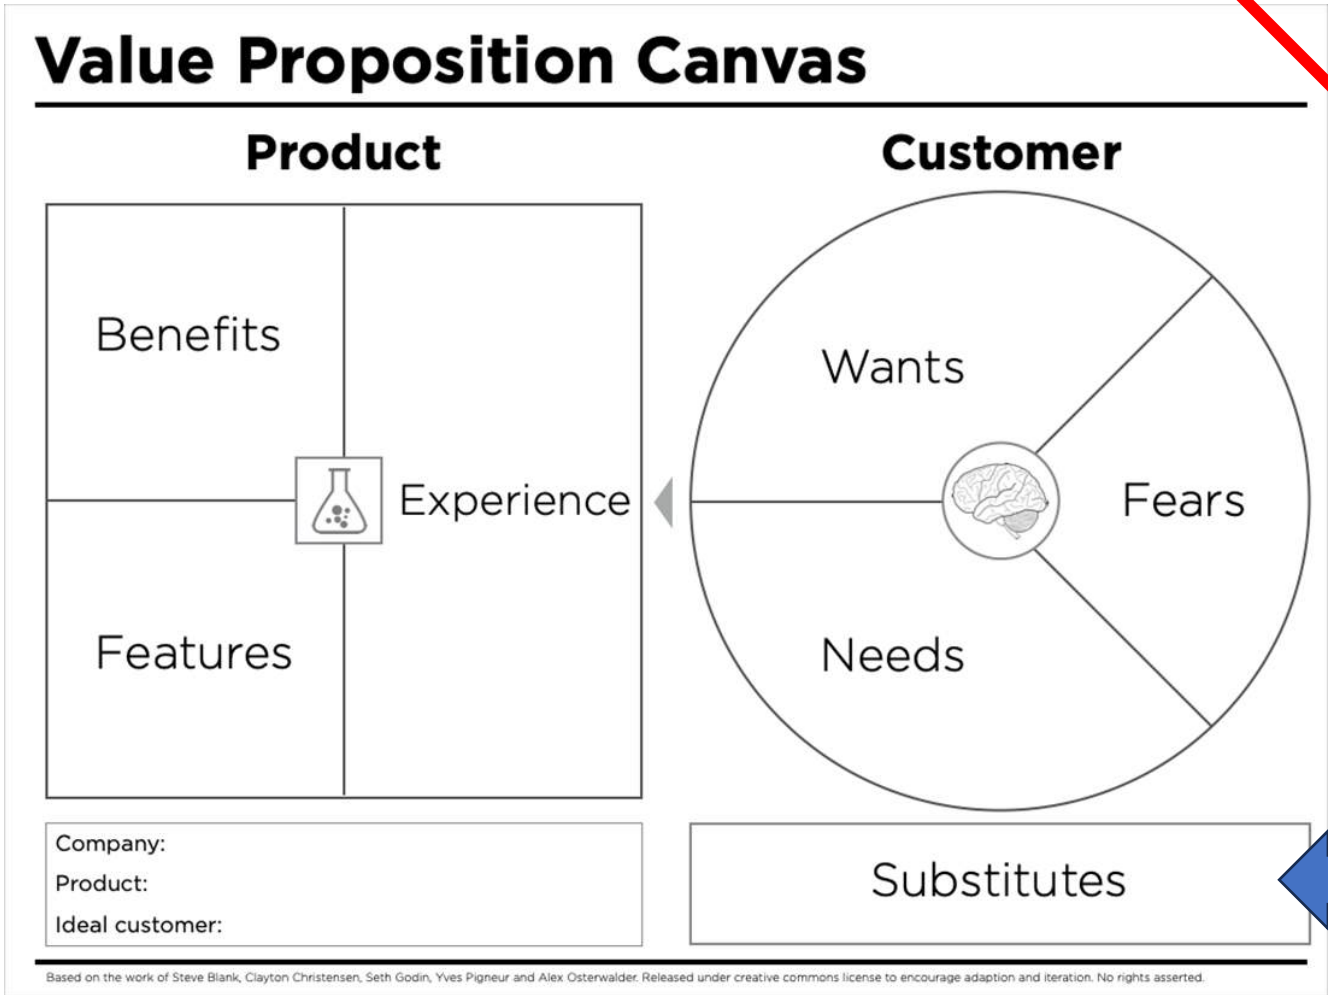 Value Proposition Canvas
Product
Customer
Benefits
Experience
Features
Wants
Fears
Needs
Company:
Product:
Ideal customer:
Substitutes
Based on the work of Steve Blank, Clayton Christensen, Seth Godin, Yves Pigneur and Alex Osterwalder. Released under creative commons license to encourage adaption and iteration. No rights asserted.